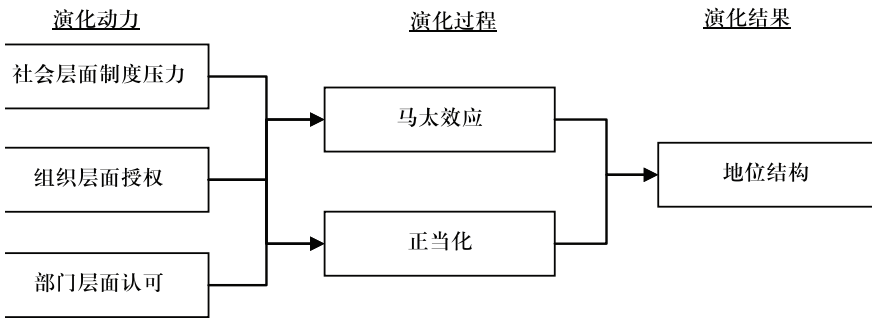 演化动力
演化过程
演化结果
社会层面制度压力
组织层面授权
部门层面认可
马太效应
正当化
地位结构